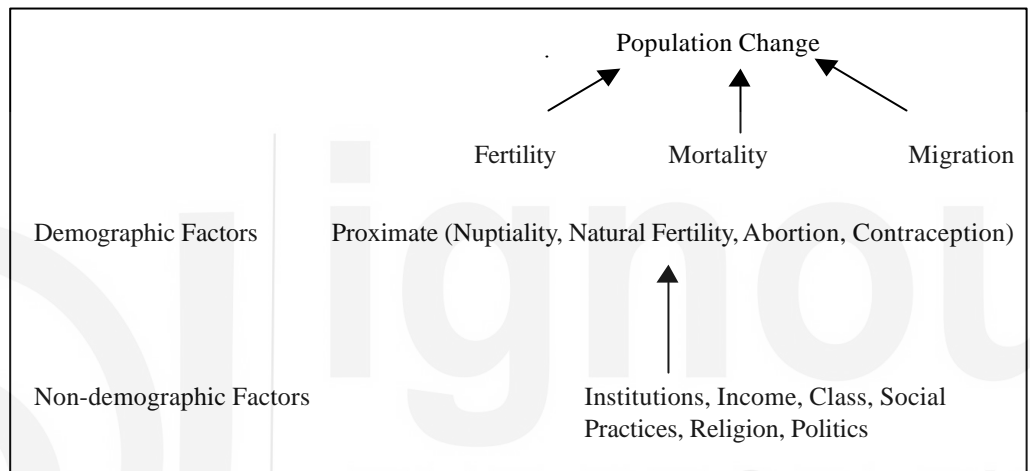 Population Change
Fertility Mortality Migration
Demographic Factors Proximate (Nuptiality, Natural Fertility, Abortion, Contraception)
Non-demographic Factors Institutions, Income, Class, Social
Practices, Religion, Politics
ignou